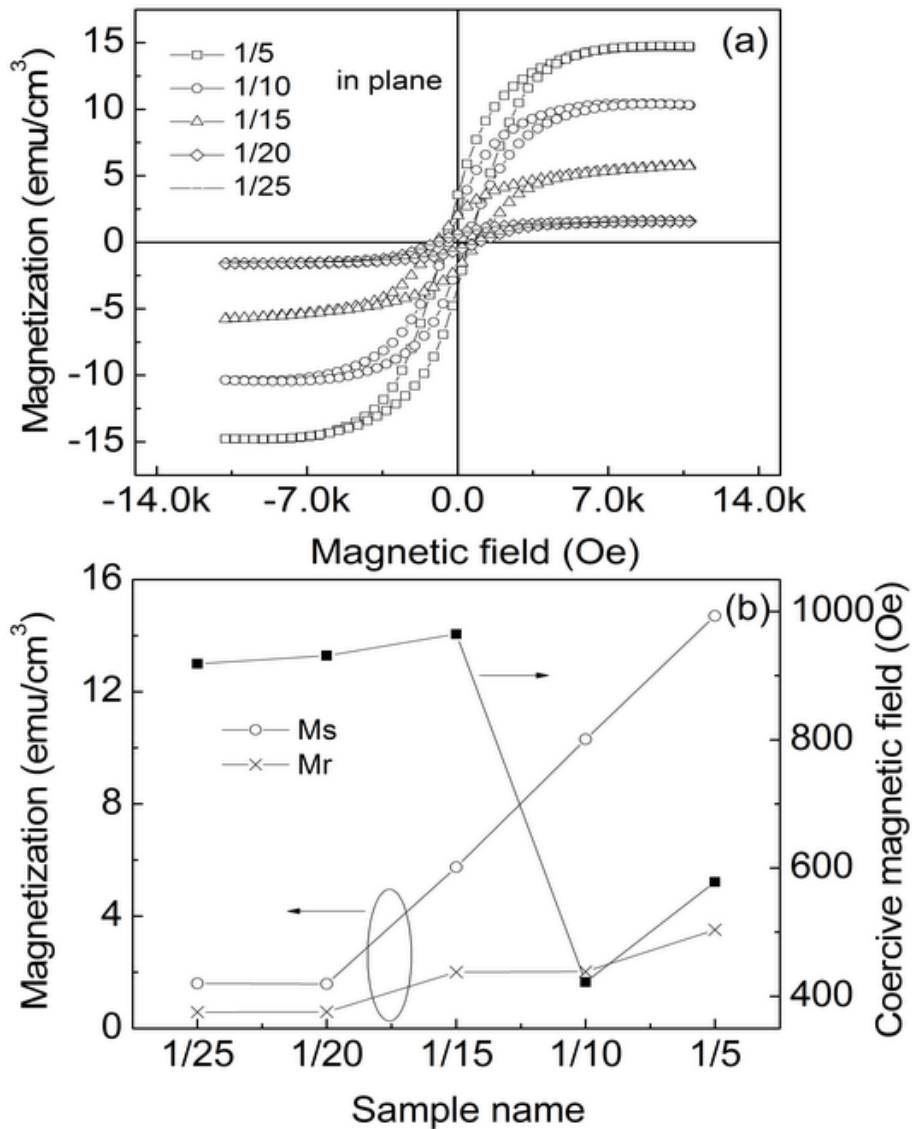 (a)
1/5
1/10
1/15
1/20
1/25
in plane
15
10
5
0
-5
-10
-15
Magnetization (emu/cm³)
-14.0k -7.0k 0.0 7.0k 14.0k
Magnetic field (Oe)
(b)
16
12
8
4
0
Magnetization (emu/cm³)
Ms
Mr
1000
800
600
400
Coercive magnetic field (Oe)
1/25 1/20 1/15 1/10 1/5
Sample name